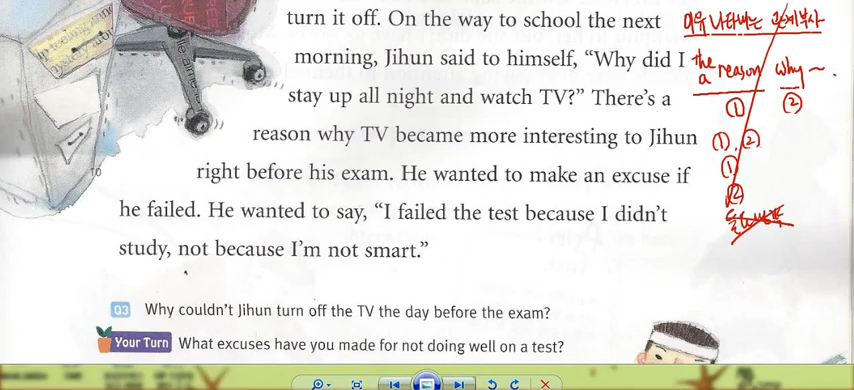 turn it off. On the way to school the next
morning, Jihun said to himself, “Why did I
stay up all night and watch TV?” There’s a
reason why TV became more interesting to Jihun
right before his exam. He wanted to make an excuse if
he failed. He wanted to say, “I failed the test because I didn’t
study, not because I’m not smart.”
Q3 Why couldn’t Jihun turn off the TV the day before the exam?
Your Turn What excuses have you made for not doing well on a test?
이유 나타내는 관계부사
the
a reason why ~
① ②
①, ②
①
②